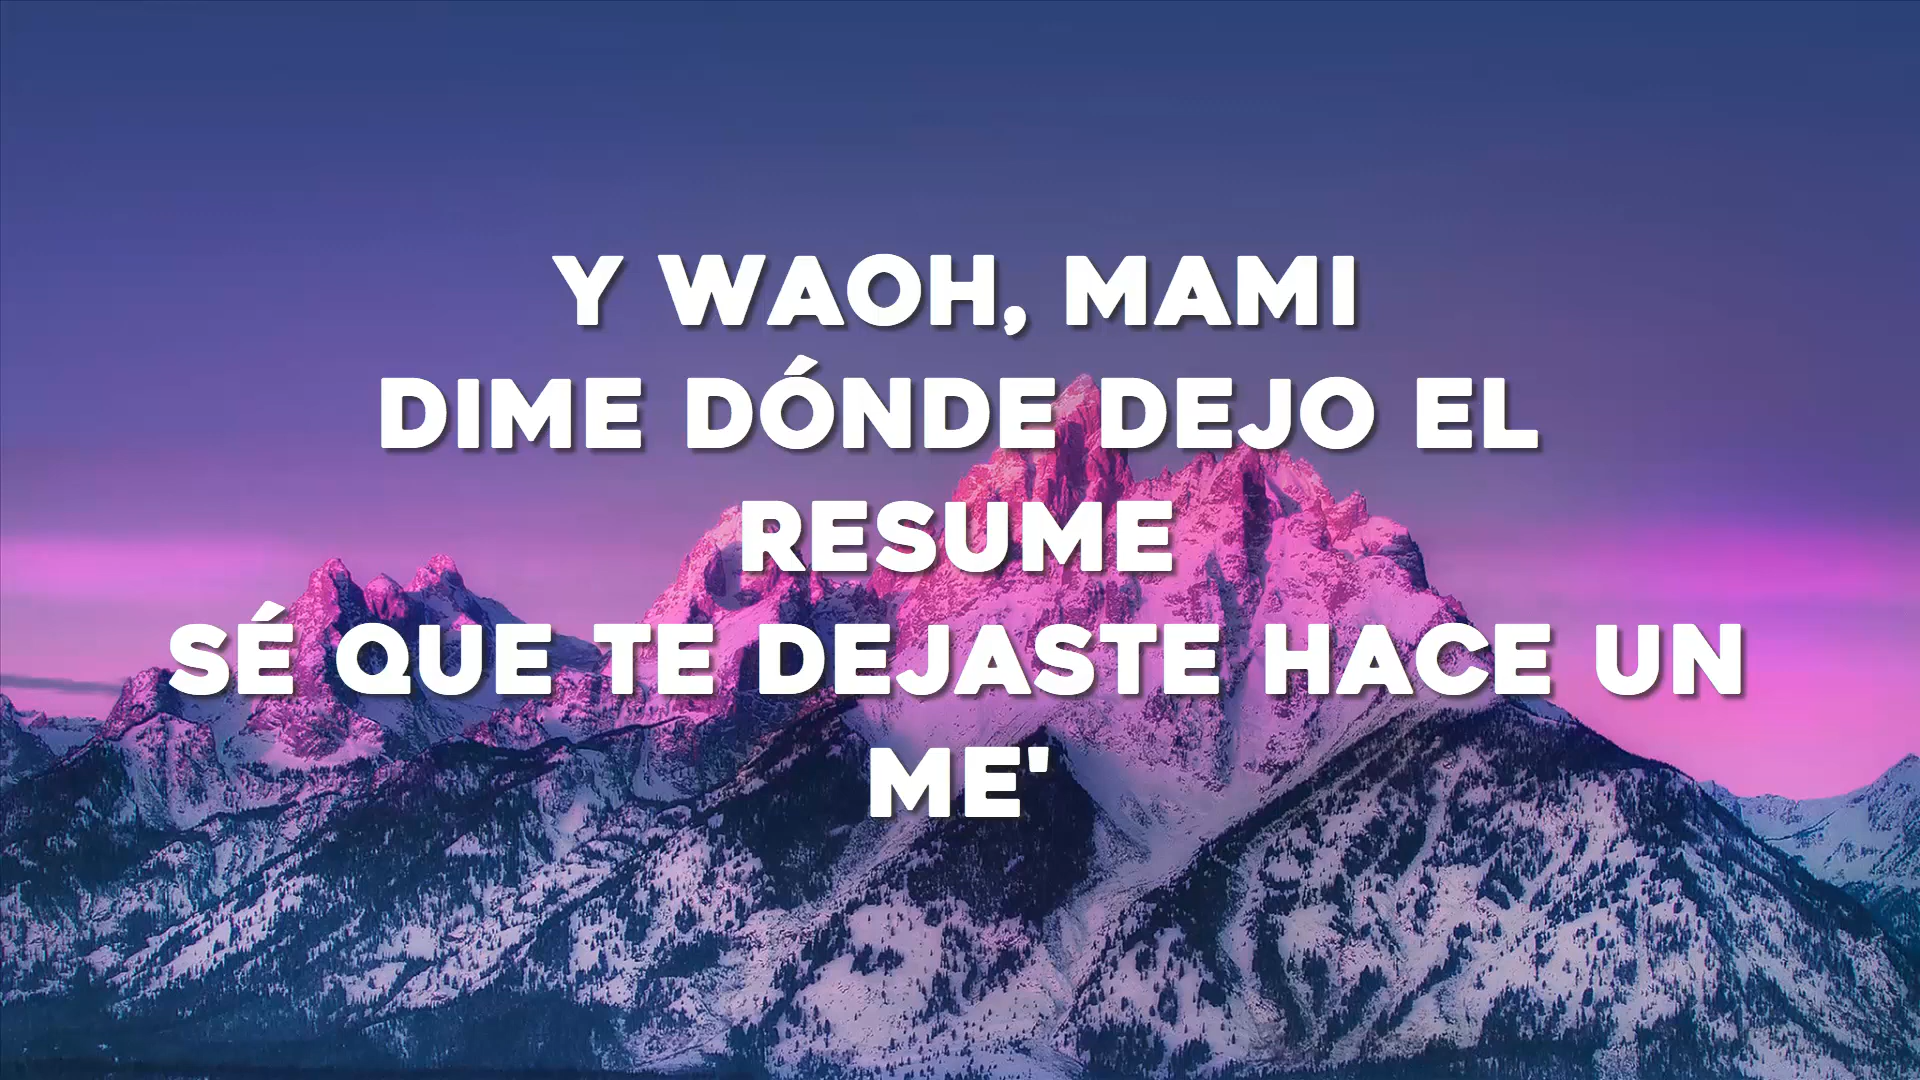 Y WAOH, MAMI
DIME DÓNDE DEJO EL
RESUME
SÉ QUE TE DEJASTE HACE UN
ME'